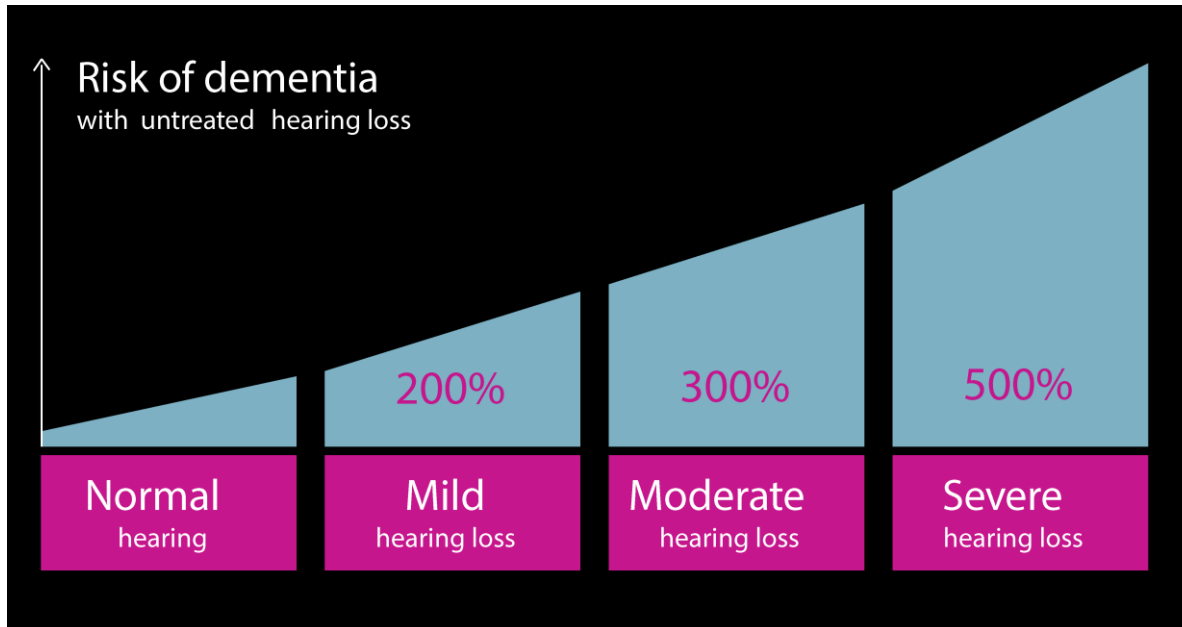 Risk of dementia
with untreated hearing loss
200%
300%
500%
Normal
hearing
Mild
hearing loss
Moderate
hearing loss
Severe
hearing loss